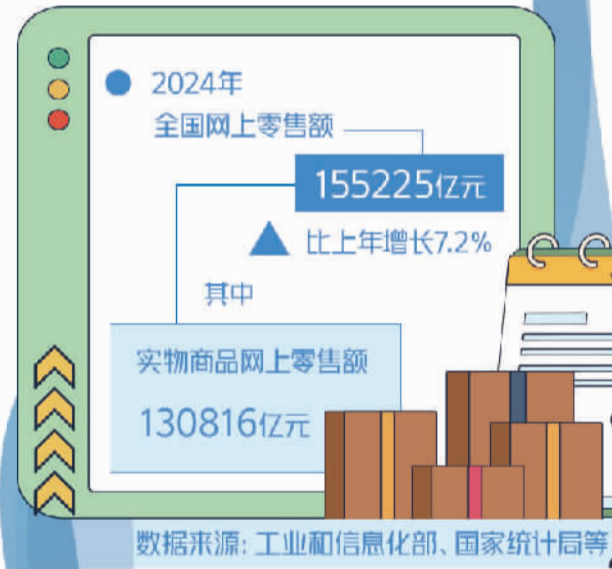 2024年
全国网上零售额
155225亿元
比上年增长7.2%
其中
实物商品网上零售额
130816亿元
数据来源:工业和信息化部、国家统计局等